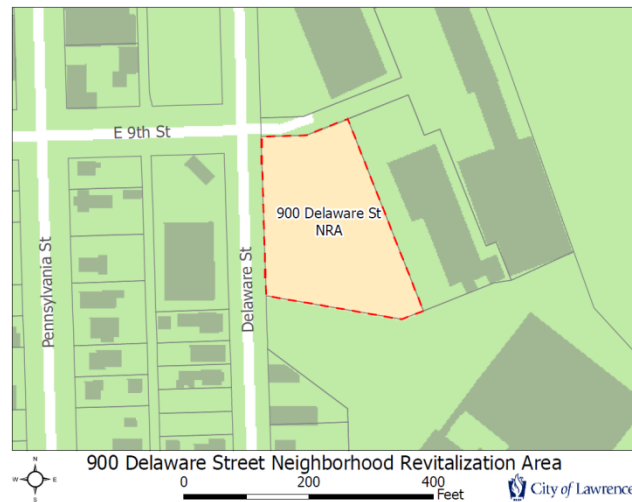 E 9th St
900 Delaware St
NRA
Pennsylvania St
Delaware St
900 Delaware Street Neighborhood Revitalization Area
N
W E
S
0 200 400
Feet
City of Lawrence